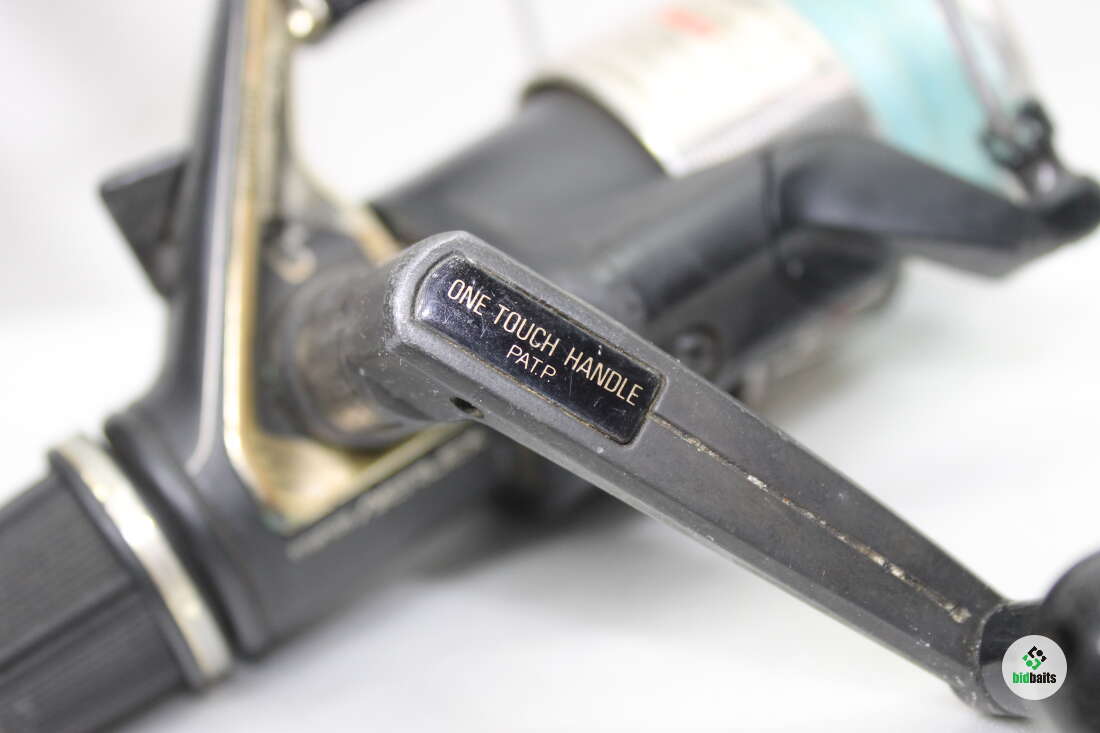 ONE TOUCH HANDLE
PAT.P.
bidbaits